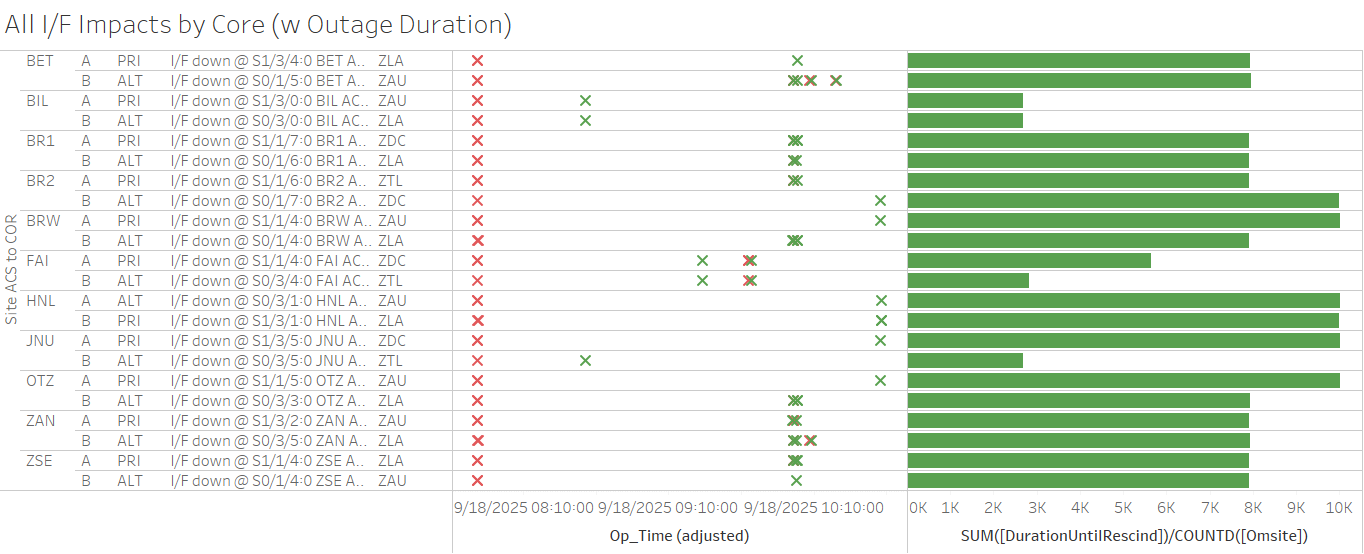 All I/F Impacts by Core (w Outage Duration)
BET A PRI I/F down @ S1/3/4:0 BET A.. ZLA
B ALT I/F down @ S0/1/5:0 BET A.. ZAU
BIL A PRI I/F down @ S1/3/0:0 BIL AC.. ZAU
B ALT I/F down @ S0/3/0:0 BIL AC.. ZLA
BR1 A PRI I/F down @ S1/1/7:0 BR1 A.. ZDC
B ALT I/F down @ S0/1/6:0 BR1 A.. ZLA
BR2 A PRI I/F down @ S1/1/6:0 BR2 A.. ZTL
B ALT I/F down @ S0/1/7:0 BR2 A.. ZDC
BRW A PRI I/F down @ S1/1/4:0 BRW A.. ZAU
B ALT I/F down @ S0/1/4:0 BRW A.. ZLA
FAI A PRI I/F down @ S1/1/4:0 FAI AC.. ZDC
B ALT I/F down @ S0/3/4:0 FAI AC.. ZTL
HNL A ALT I/F down @ S0/3/1:0 HNL A.. ZAU
B PRI I/F down @ S1/3/1:0 HNL A.. ZLA
JNU A PRI I/F down @ S1/3/5:0 JNU A.. ZDC
B ALT I/F down @ S0/3/5:0 JNU A.. ZTL
OTZ A PRI I/F down @ S1/1/5:0 OTZ A.. ZAU
B ALT I/F down @ S0/3/3:0 OTZ A.. ZLA
ZAN A PRI I/F down @ S1/3/2:0 ZAN A.. ZAU
B ALT I/F down @ S0/3/5:0 ZAN A.. ZLA
ZSE A PRI I/F down @ S1/1/4:0 ZSE A.. ZLA
B ALT I/F down @ S0/1/4:0 ZSE A.. ZAU
Site ACS to COR
9/18/2025 08:10:00 9/18/2025 09:10:00 9/18/2025 10:10:00
0K 1K 2K 3K 4K 5K 6K 7K 8K 9K 10K
Op_Time (adjusted)
SUM([DurationUntilRescind])/COUNTD([Omsite])